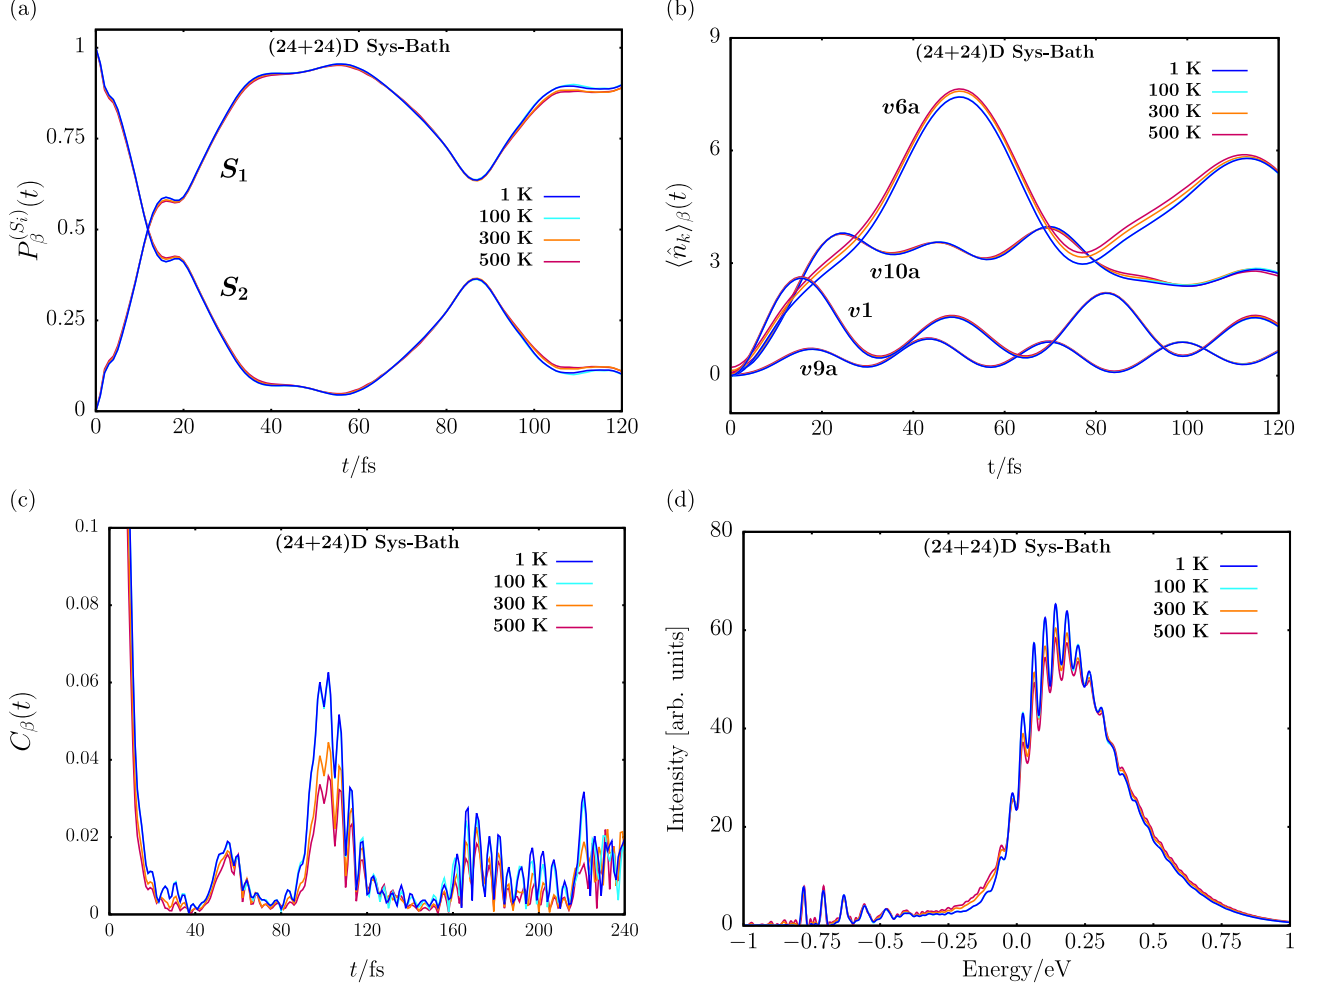 (a)
(24+24)D Sys-Bath
1
0.75
0.5
0.25
0
P_β^(S_i)(t)
S_1
S_2
1 K
100 K
300 K
500 K
0 20 40 60 80 100 120
t/fs
(b)
(24+24)D Sys-Bath
9
6
3
0
⟨n̂_k⟩_β(t)
1 K
100 K
300 K
500 K
v6a
v10a
v1
v9a
0 20 40 60 80 100 120
t/fs
(c)
(24+24)D Sys-Bath
0.1
0.08
0.06
0.04
0.02
0
C_β(t)
1 K
100 K
300 K
500 K
0 40 80 120 160 200 240
t/fs
(d)
(24+24)D Sys-Bath
80
60
40
20
0
Intensity [arb. units]
1 K
100 K
300 K
500 K
−1 −0.75 −0.5 −0.25 0.0 0.25 0.5 0.75 1
Energy/eV